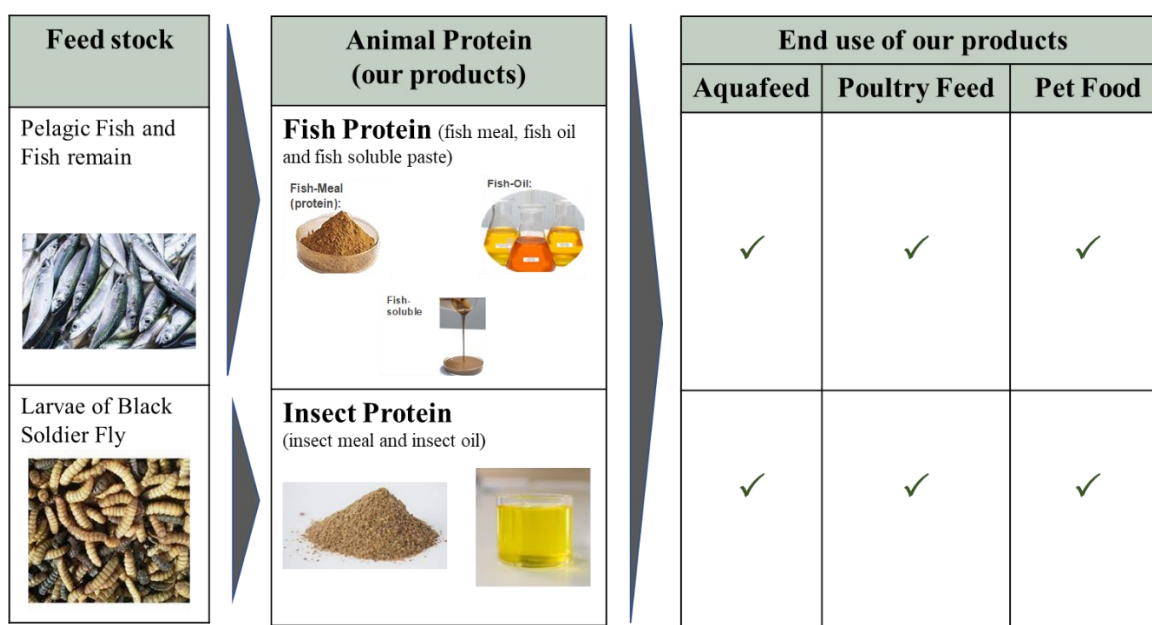 Feed stock
Animal Protein
(our products)
End use of our products
Aquafeed
Poultry Feed
Pet Food
Pelagic Fish and
Fish remain
Fish Protein (fish meal, fish oil
and fish soluble paste)
Fish-Meal
(protein):
Fish-Oil:
Fish-
soluble
✓
✓
✓
Larvae of Black
Soldier Fly
Insect Protein
(insect meal and insect oil)
✓
✓
✓